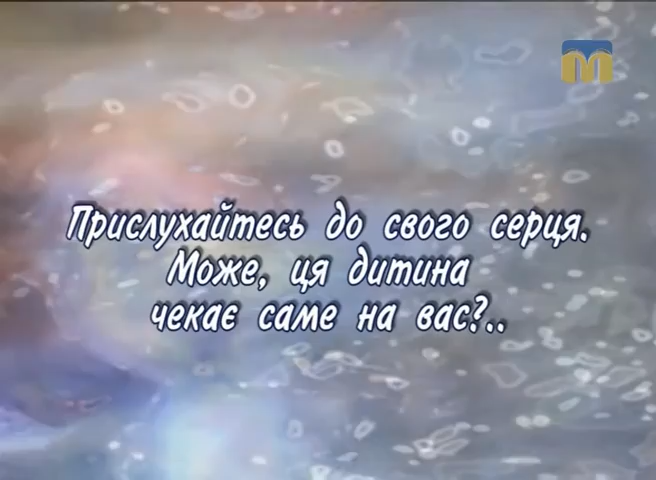 Прислухайтесь до свого серця.
Може, ця дитина
чекає саме на вас?..